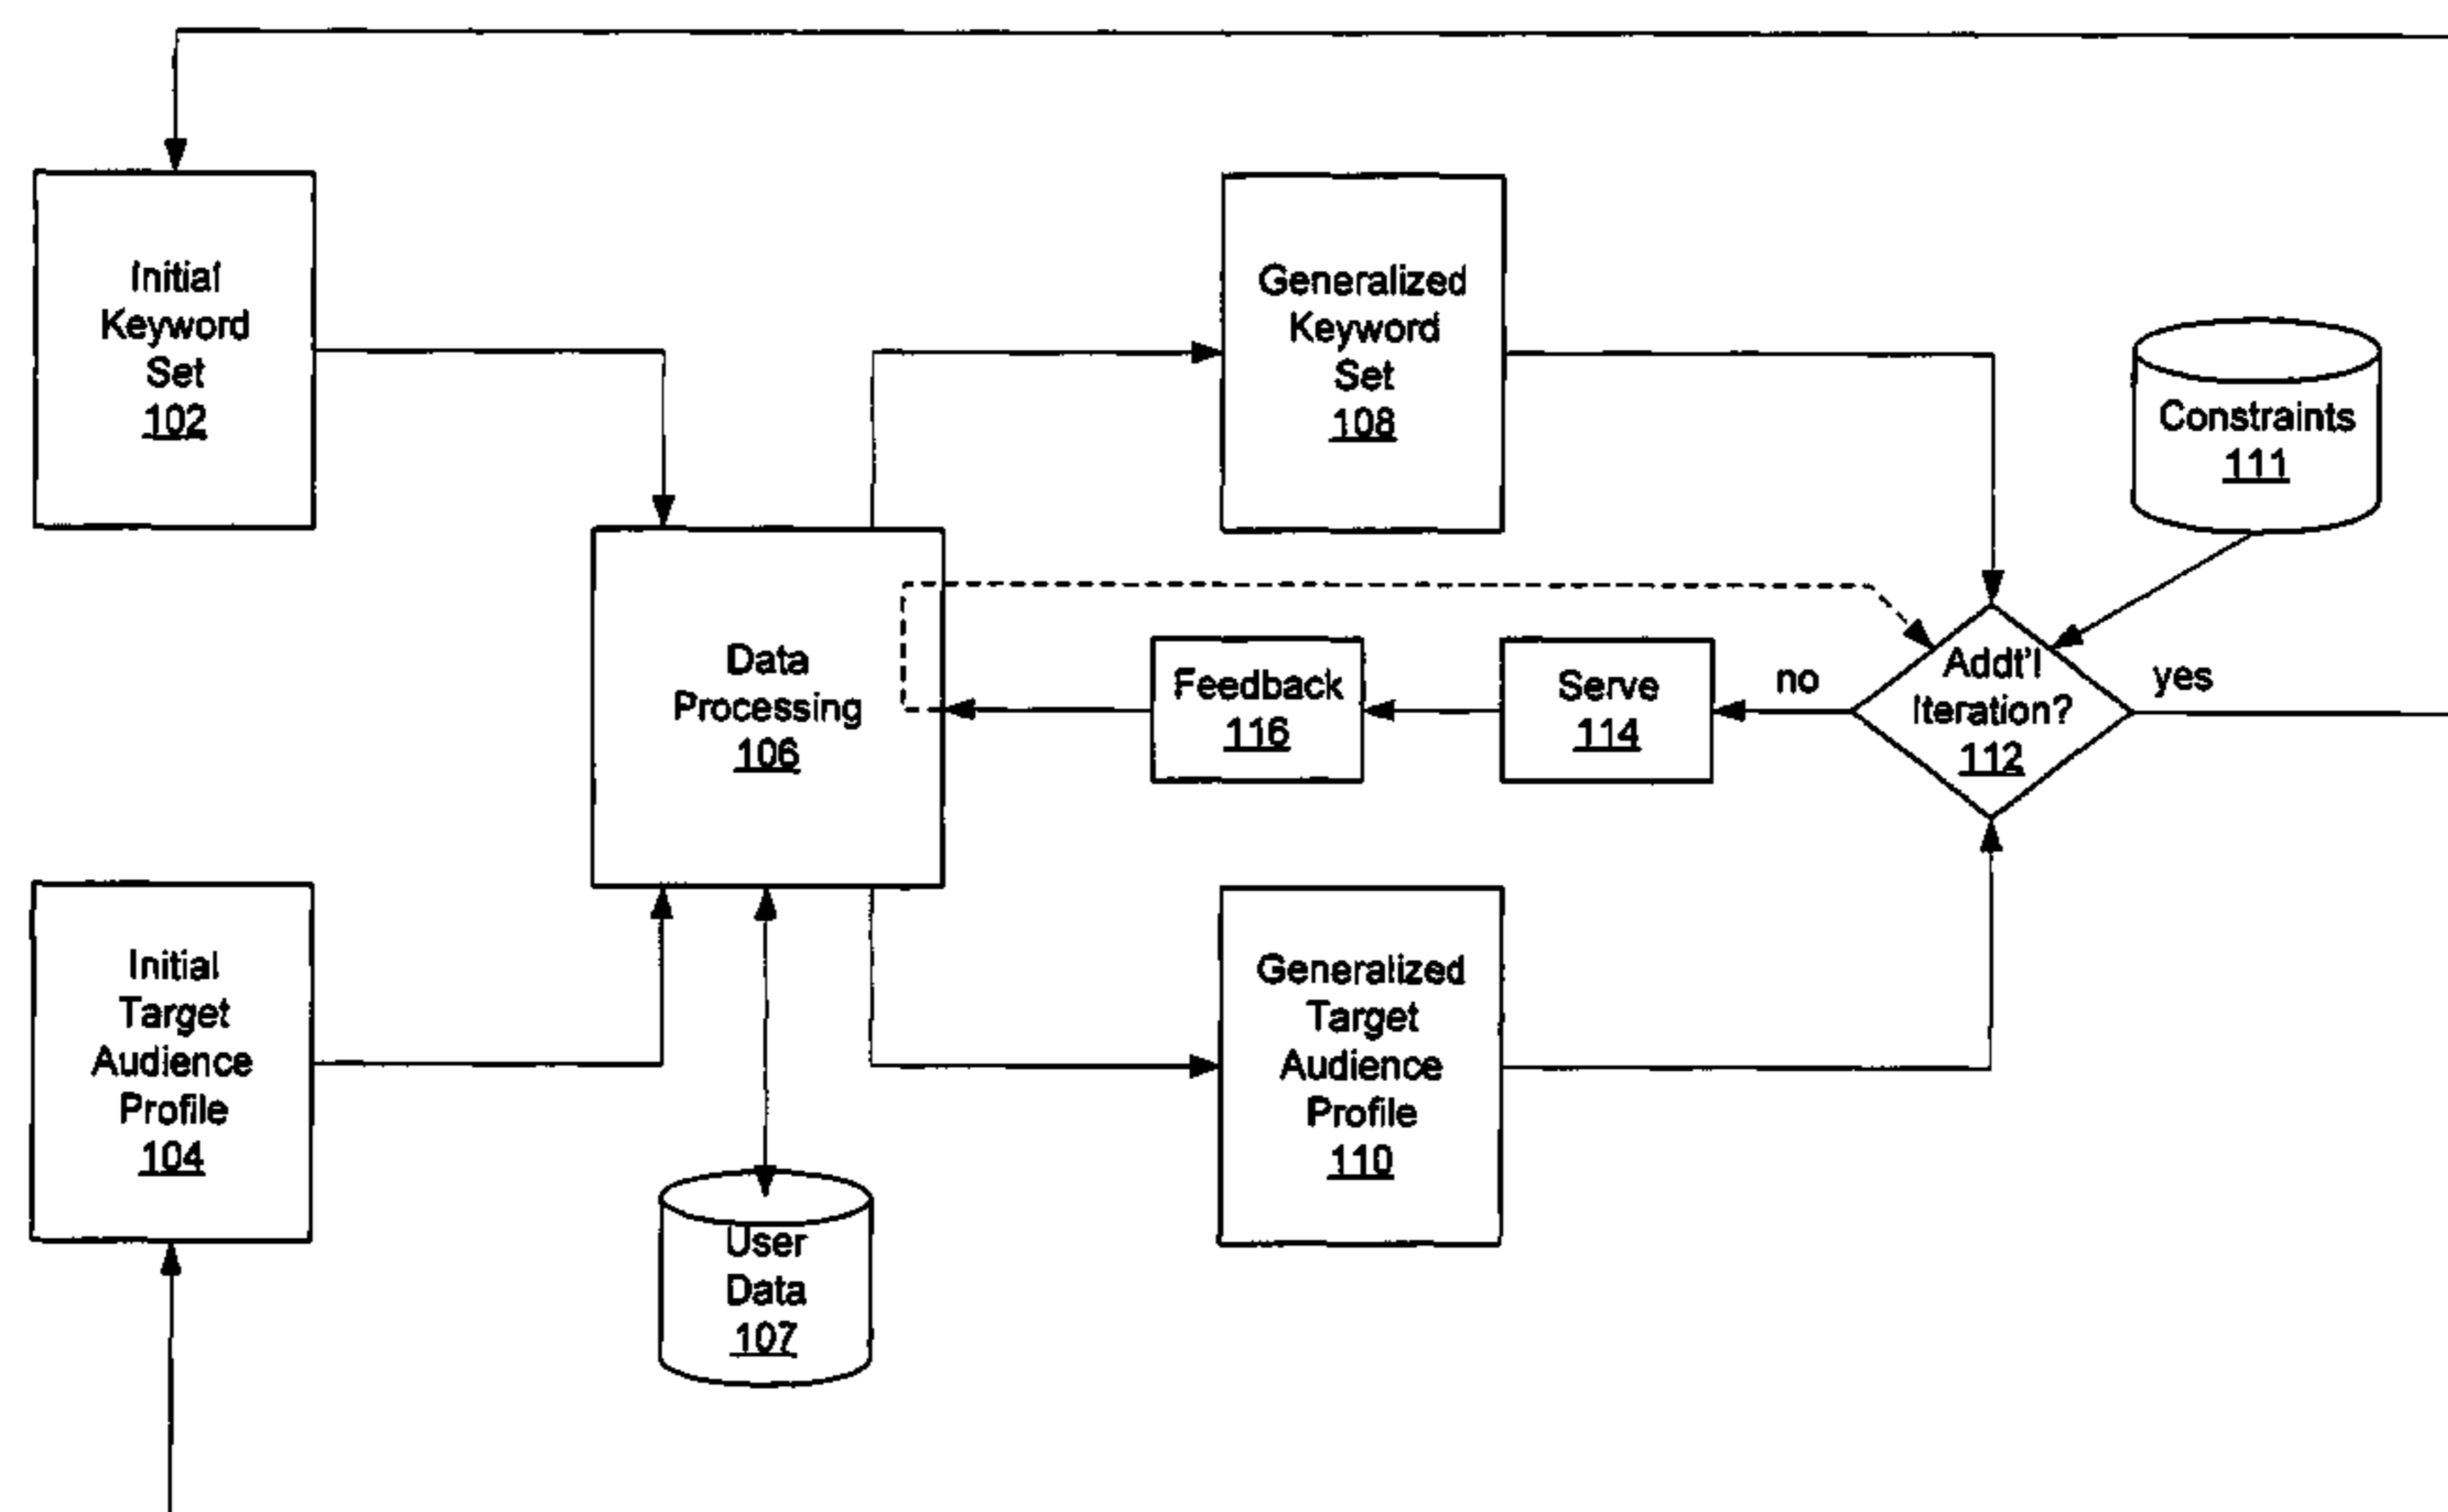 Initial
Keyword
Set
102
Generalized
Keyword
Set
108
Constraints
111
Data
Processing
106
Feedback
116
Serve
114
no
Addt'l
Iteration?
112
yes
Initial
Target
Audience
Profile
104
Generalized
Target
Audience
Profile
110
User
Data
107